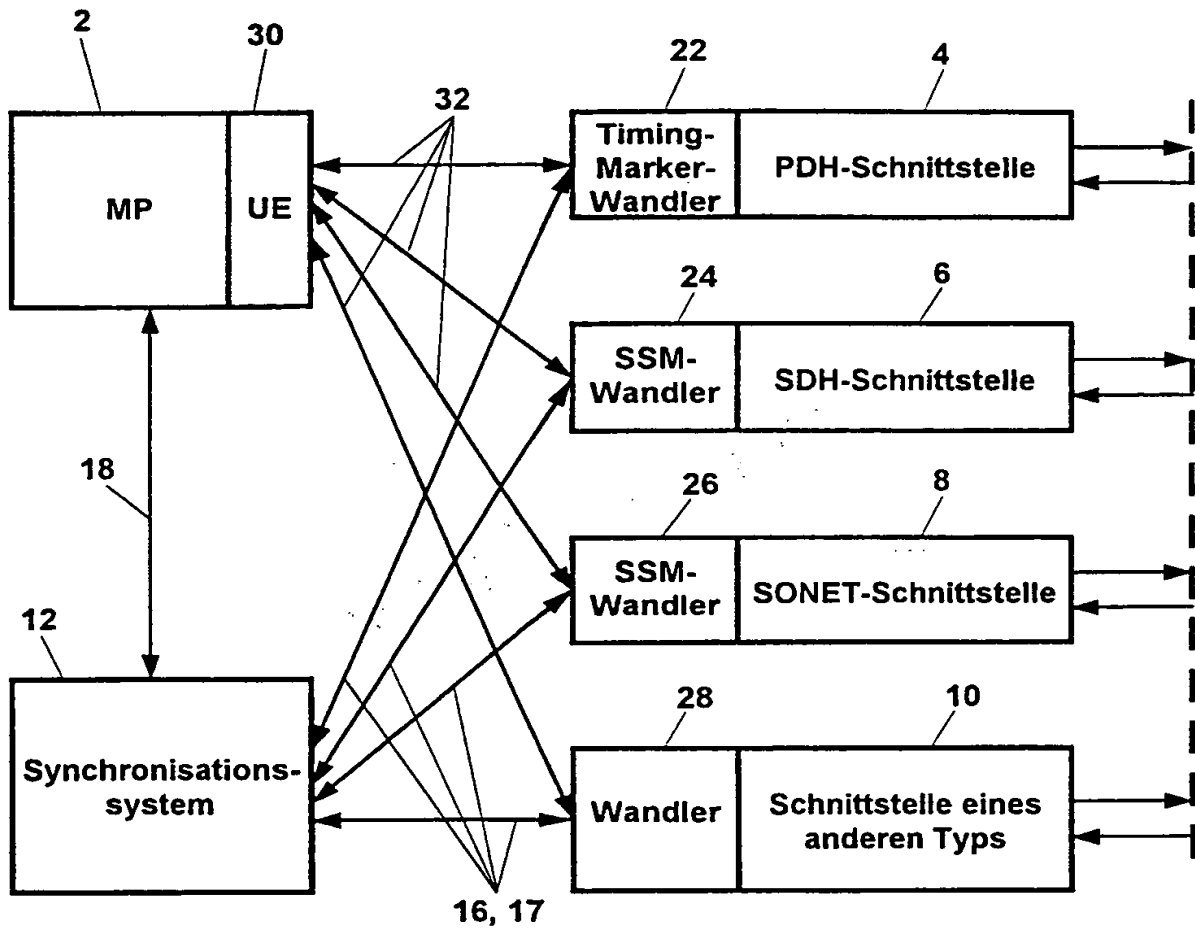 2
30
MP
UE
32
22
4
Timing-
Marker-
Wandler
PDH-Schnittstelle
24
6
SSM-
Wandler
SDH-Schnittstelle
18
26
8
SSM-
Wandler
SONET-Schnittstelle
12
Synchronisations-
system
28
10
Wandler
Schnittstelle eines
anderen Typs
16, 17